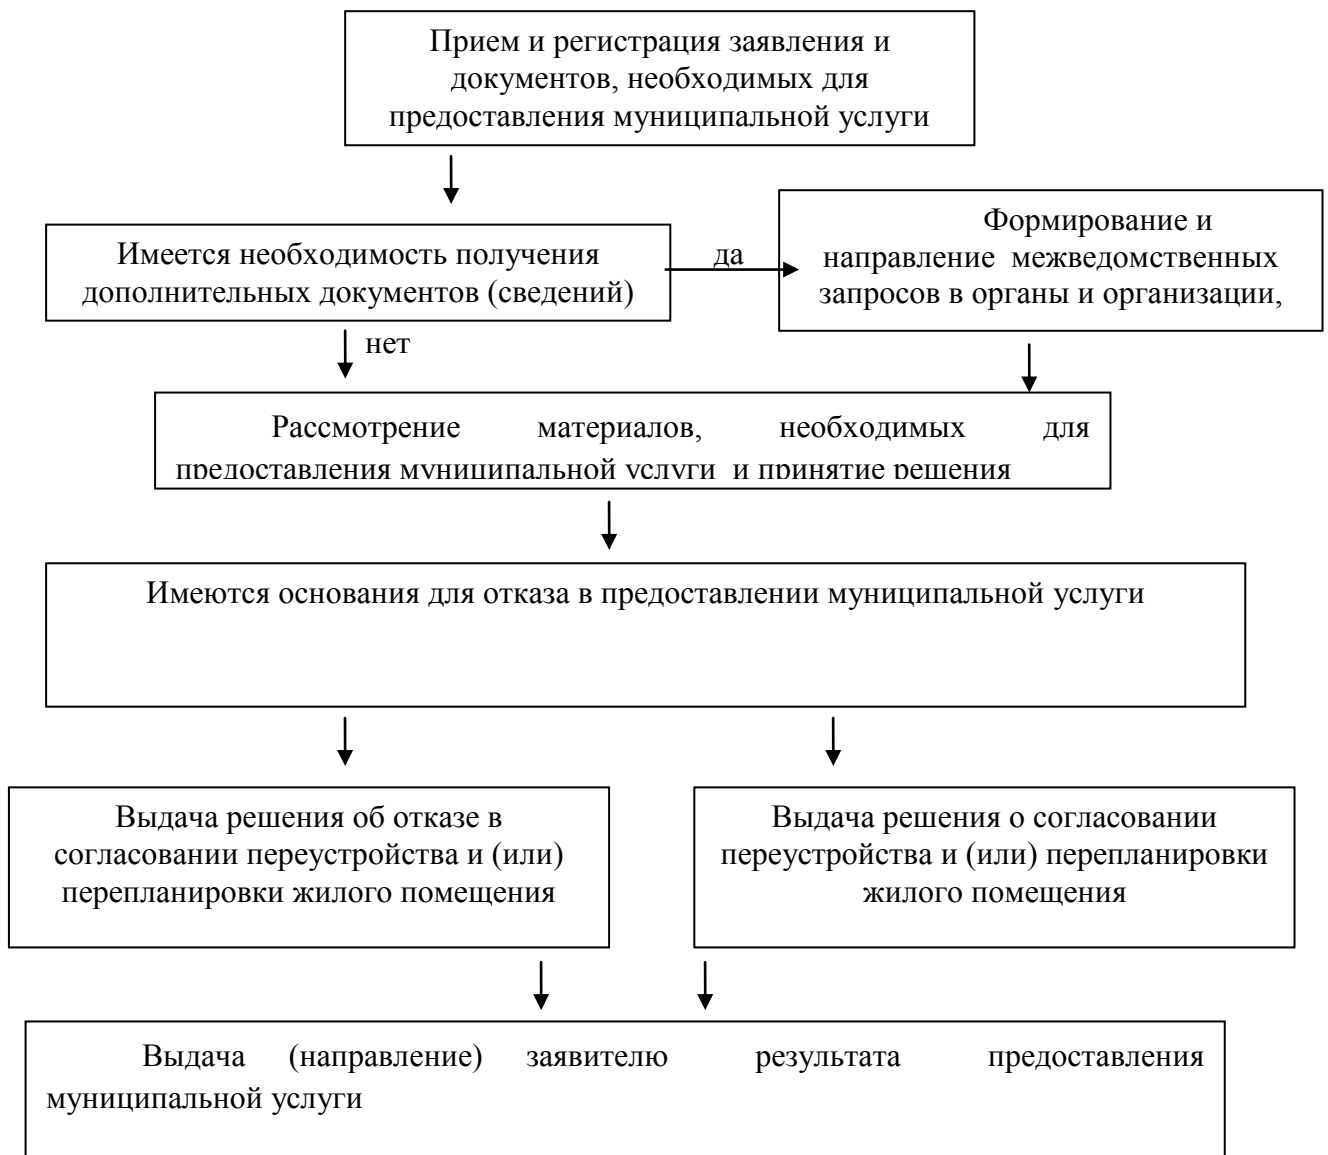 Прием и регистрация заявления и
документов, необходимых для
предоставления муниципальной услуги
Имеется необходимость получения
дополнительных документов (сведений)
да
Формирование и
направление межведомственных
запросов в органы и организации,
нет
Рассмотрение материалов, необходимых для
предоставления муниципальной услуги и принятие решения
Имеются основания для отказа в предоставлении муниципальной услуги
Выдача решения об отказе в
согласовании переустройства и (или)
перепланировки жилого помещения
Выдача решения о согласовании
переустройства и (или) перепланировки
жилого помещения
Выдача (направление) заявителю результата предоставления
муниципальной услуги